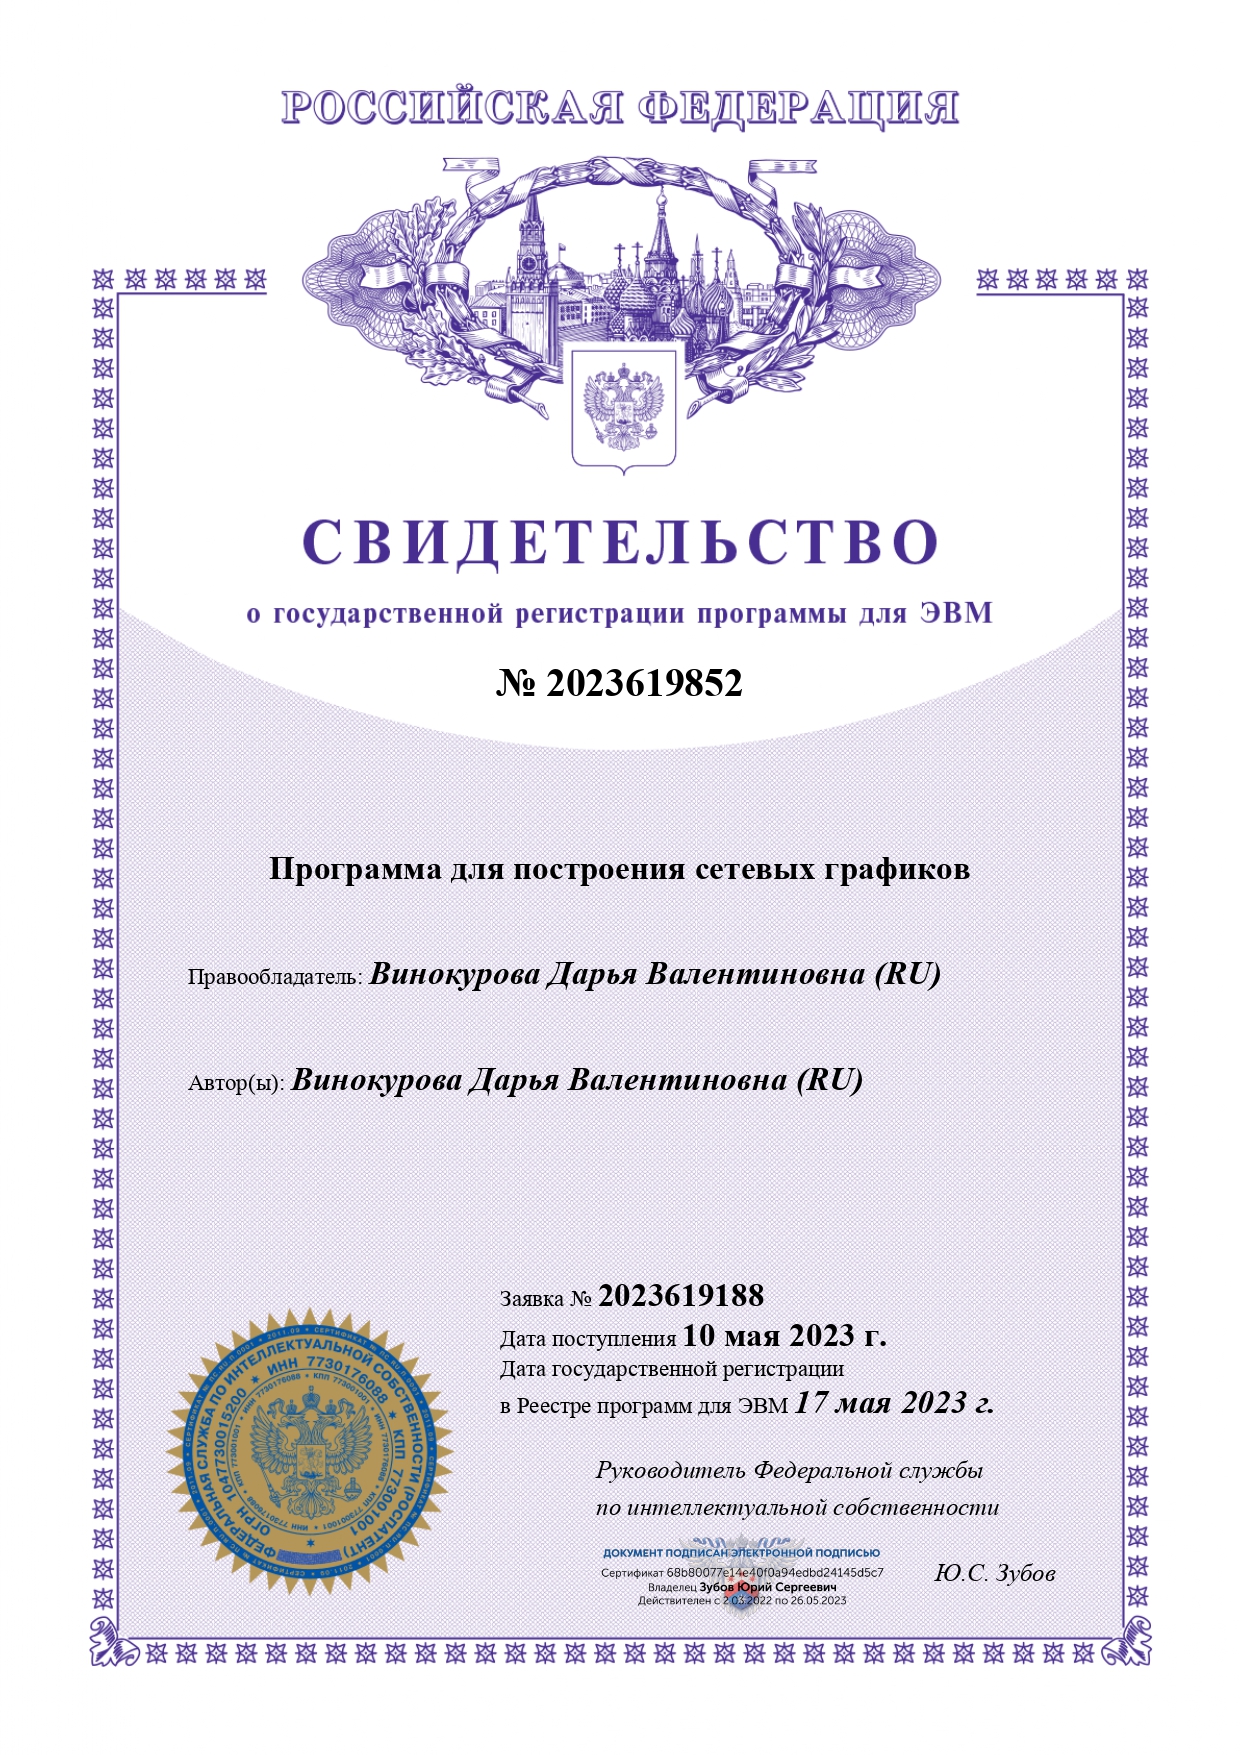 РОССИЙСКАЯ ФЕДЕРАЦИЯ
СВИДЕТЕЛЬСТВО
о государственной регистрации программы для ЭВМ
№ 2023619852
Программа для построения сетевых графиков
Правообладатель: Винокурова Дарья Валентиновна (RU)
Автор(ы): Винокурова Дарья Валентиновна (RU)
Заявка № 2023619188
Дата поступления 10 мая 2023 г.
Дата государственной регистрации
в Реестре программ для ЭВМ 17 мая 2023 г.
Руководитель Федеральной службы
по интеллектуальной собственности
ДОКУМЕНТ ПОДПИСАН ЭЛЕКТРОННОЙ ПОДПИСЬЮ
Сертификат 68b80077e14e40f0a94edbd24145d5c7
Владелец Зубов Юрий Сергеевич
Действителен с 2.03.2022 по 26.05.2023
Ю.С. Зубов
ФЕДЕРАЛЬНАЯ СЛУЖБА ПО ИНТЕЛЛЕКТУАЛЬНОЙ СОБСТВЕННОСТИ (РОСПАТЕНТ)
ОГРН 1047730015200 * ИНН 7730176088 * КПП 773001001 *
ИНН 7730176088 • КПП 773001001